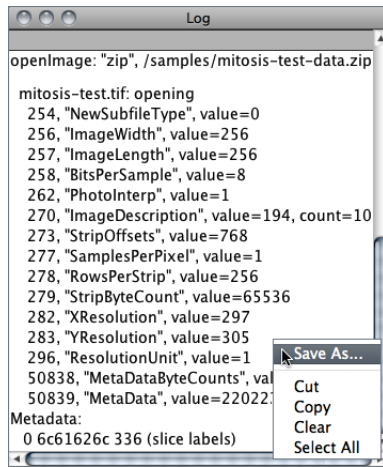 Log
openImage: "zip", /samples/mitosis-test-data.zip
mitosis-test.tif: opening
254, "NewSubfileType", value=0
256, "ImageWidth", value=256
257, "ImageLength", value=256
258, "BitsPerSample", value=8
262, "PhotoInterp", value=1
270, "ImageDescription", value=194, count=10
273, "StripOffsets", value=768
277, "SamplesPerPixel", value=1
278, "RowsPerStrip", value=256
279, "StripByteCount", value=65536
282, "XResolution", value=297
283, "YResolution", value=305
296, "ResolutionUnit", value=1
50838, "MetaDataByteCounts",
50839, "MetaData", value=22022
Metadata:
0 6c61626c 336 (slice labels)
Save As...
Cut
Copy
Clear
Select All